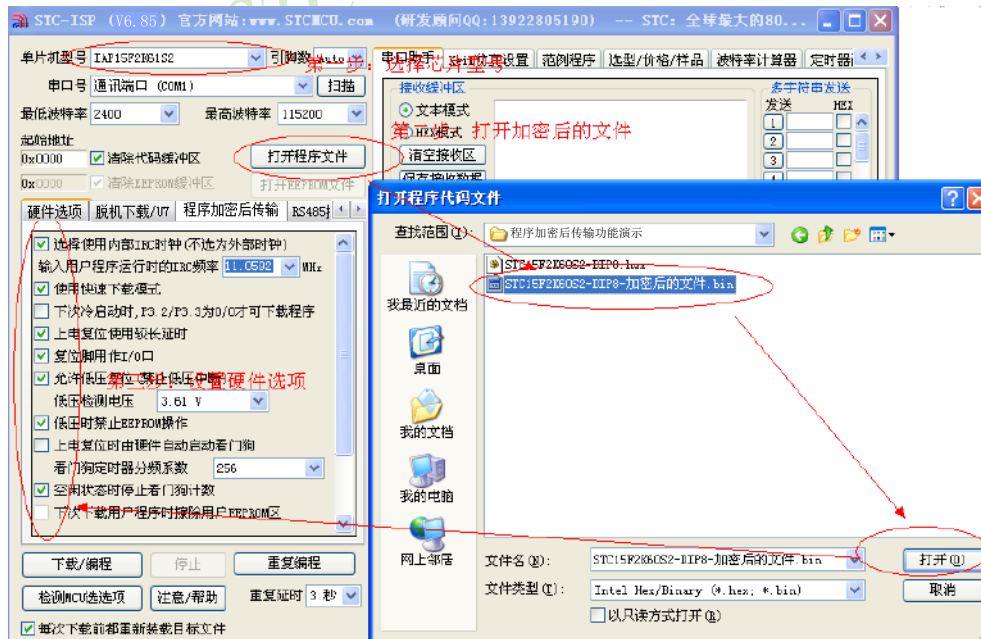 STC-ISP (V6.85) 官方网站:www.STCMCU.com (研发顾问QQ:13922805190) -- STC: 全球最大的80...
单片机型号 IAP15F2K61S2 引脚数 Auto
串口号 通讯端口 (COM1) 扫描
最低波特率 2400 最高波特率 115200
起始地址
0x0000 清除代码缓冲区 打开程序文件
0x0000 清除EEPROM缓冲区 打开EEPROM文件
硬件选项 脱机下载/U7 程序加密后传输 RS485
选择使用内部IRC时钟(不选为外部时钟)
输入用户程序运行时的IRC频率 11.0592 MHz
使用快速下载模式
下次冷启动时,P3.2/P3.3为0/0才可下载程序
上电复位使用较长延时
复位脚用作I/O口
允许低压复位(禁止低压中断)
低压检测电压 3.61 V
低压时禁止EEPROM操作
上电复位时由硬件自动启动看门狗
看门狗定时器分频系数 256
空闲状态时停止看门狗计数
下次下载用户程序时擦除用户EEPROM区
下载/编程 停止 重复编程
检测MCU选项 注意/帮助 重复延时 3 秒
每次下载前都重新装载目标文件
第一步:选择芯片型号
第二步:打开加密后的文件
第三步:设置硬件选项
串口助手 Keil仿真设置 范例程序 选型/价格/样品 波特率计算器 定时器
接收缓冲区
文本模式
HEX模式
清空接收区
保存接收数据
多字符串发送
发送 HEX
1
2
3
打开程序代码文件
查找范围(I): 程序加密后传输功能演示
STC15F2K60S2-DIP8.hex
STC15F2K60S2-DIP8-加密后的文件.bin
我最近的文档
桌面
我的文档
我的电脑
网上邻居
文件名(N): STC15F2K60S2-DIP8-加密后的文件.bin 打开(O)
文件类型(T): Intel Hex/Binary (*.hex; *.bin) 取消
以只读方式打开(R)